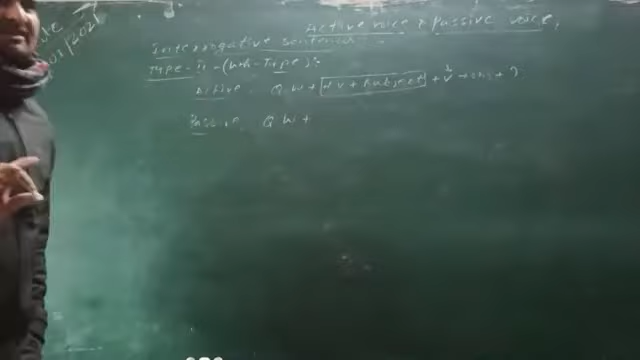 Active voice & passive voice,
Interrogative sentence :-
Type-II - (wh-Type):-
Active Q.W + H.V + Subject + V + obj + ?
Passive Q.W +